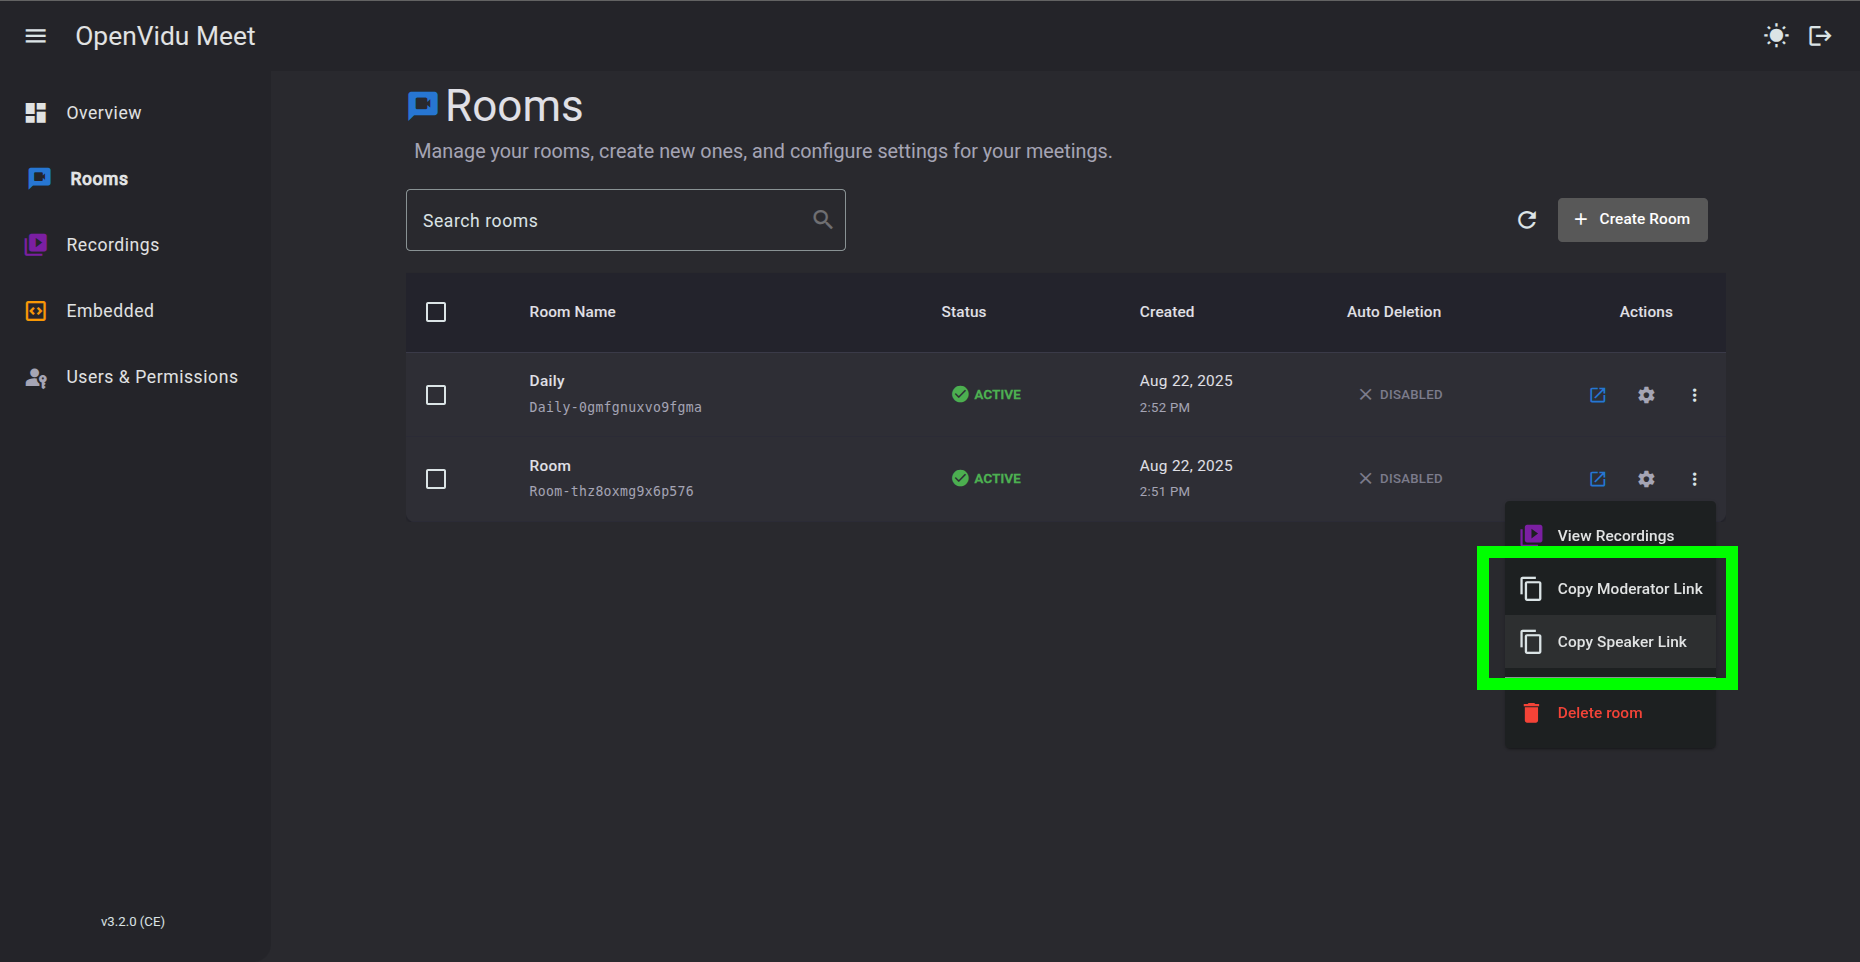 OpenVidu Meet
Overview
Rooms
Recordings
Embedded
Users & Permissions
v3.2.0 (CE)
Rooms
Manage your rooms, create new ones, and configure settings for your meetings.
Search rooms
Create Room
Room Name Status Created Auto Deletion Actions
Daily ACTIVE Aug 22, 2025 DISABLED
Daily-0gmfgnuxvo9fgma 2:52 PM
Room ACTIVE Aug 22, 2025 DISABLED
Room-thz8oxmg9x6p576 2:51 PM
View Recordings
Copy Moderator Link
Copy Speaker Link
Delete room